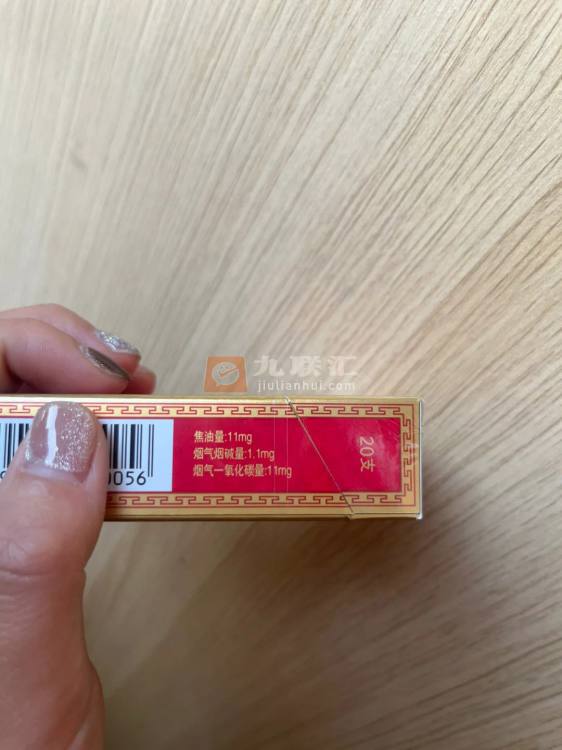 九联汇
jiulianhui.com
焦油量:11mg
烟气烟碱量:1.1mg
烟气一氧化碳量:11mg
20支
0056